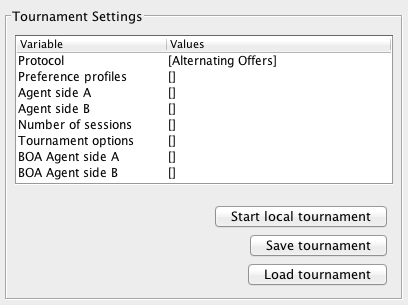 Tournament Settings
Variable Values
Protocol [Alternating Offers]
Preference profiles []
Agent side A []
Agent side B []
Number of sessions []
Tournament options []
BOA Agent side A []
BOA Agent side B []
Start local tournament
Save tournament
Load tournament